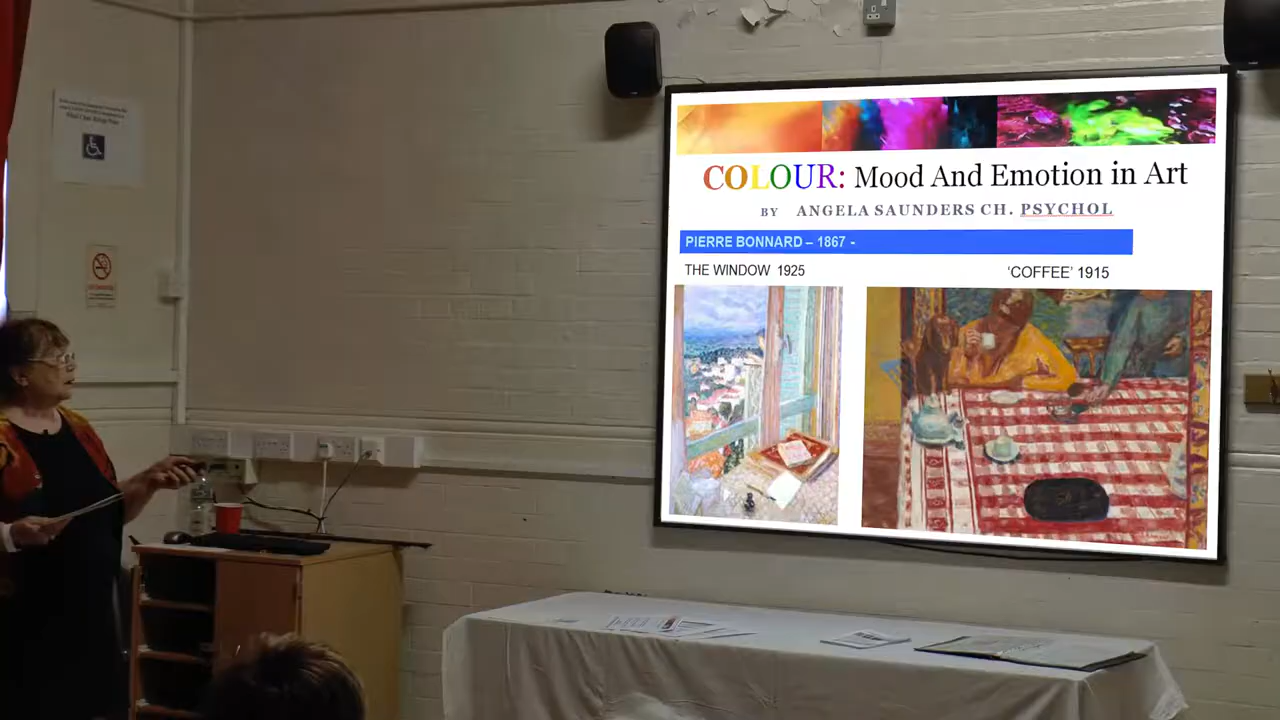 COLOUR: Mood And Emotion in Art
BY ANGELA SAUNDERS CH. PSYCHOL
PIERRE BONNARD – 1867 -
THE WINDOW 1925
‘COFFEE’ 1915